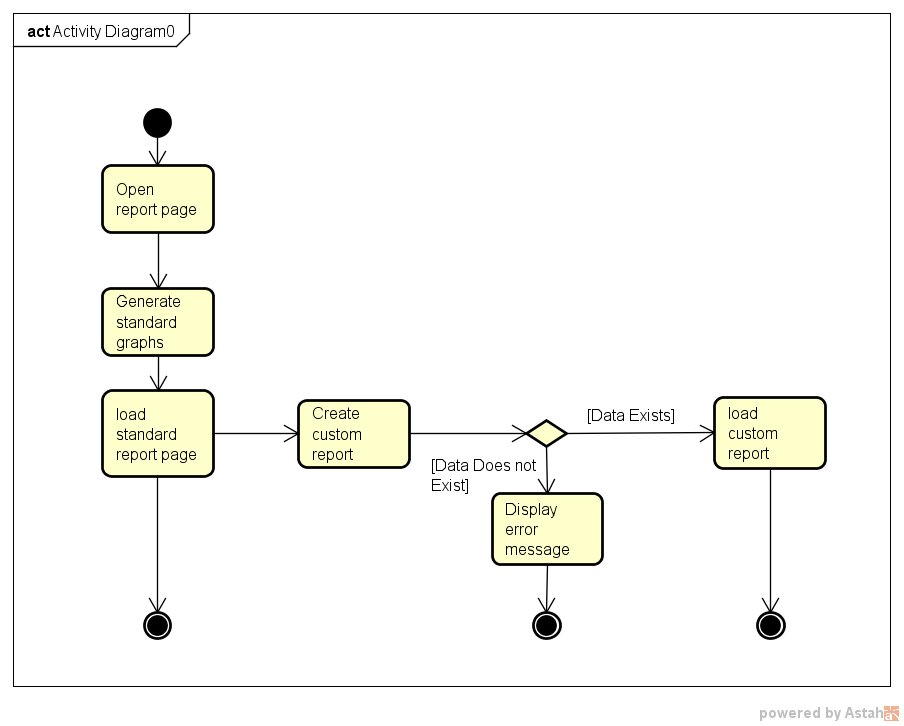 act Activity Diagram0
Open
report page
Generate
standard
graphs
load
standard
report page
Create
custom
report
[Data Does not
Exist]
[Data Exists]
load
custom
report
Display
error
message
powered by Astah